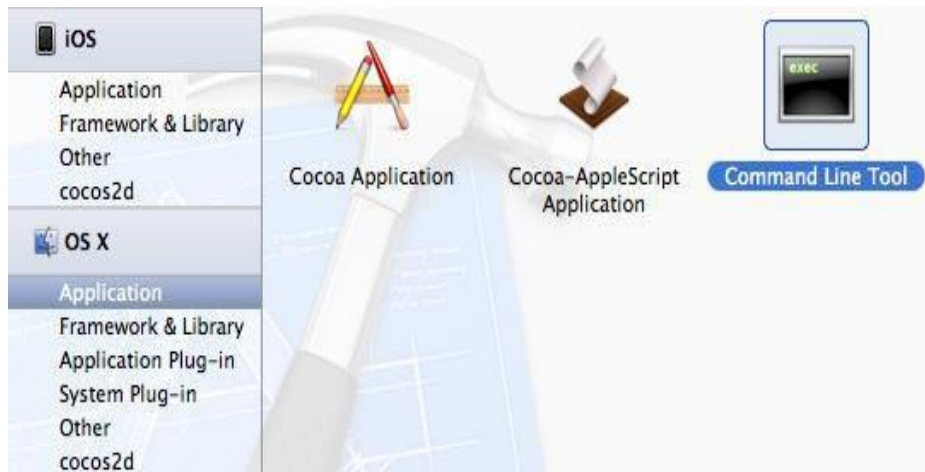 iOS
Application
Framework & Library
Other
cocos2d
OS X
Application
Framework & Library
Application Plug-in
System Plug-in
Other
cocos2d
Cocoa Application
Cocoa-AppleScript
Application
exec
Command Line Tool